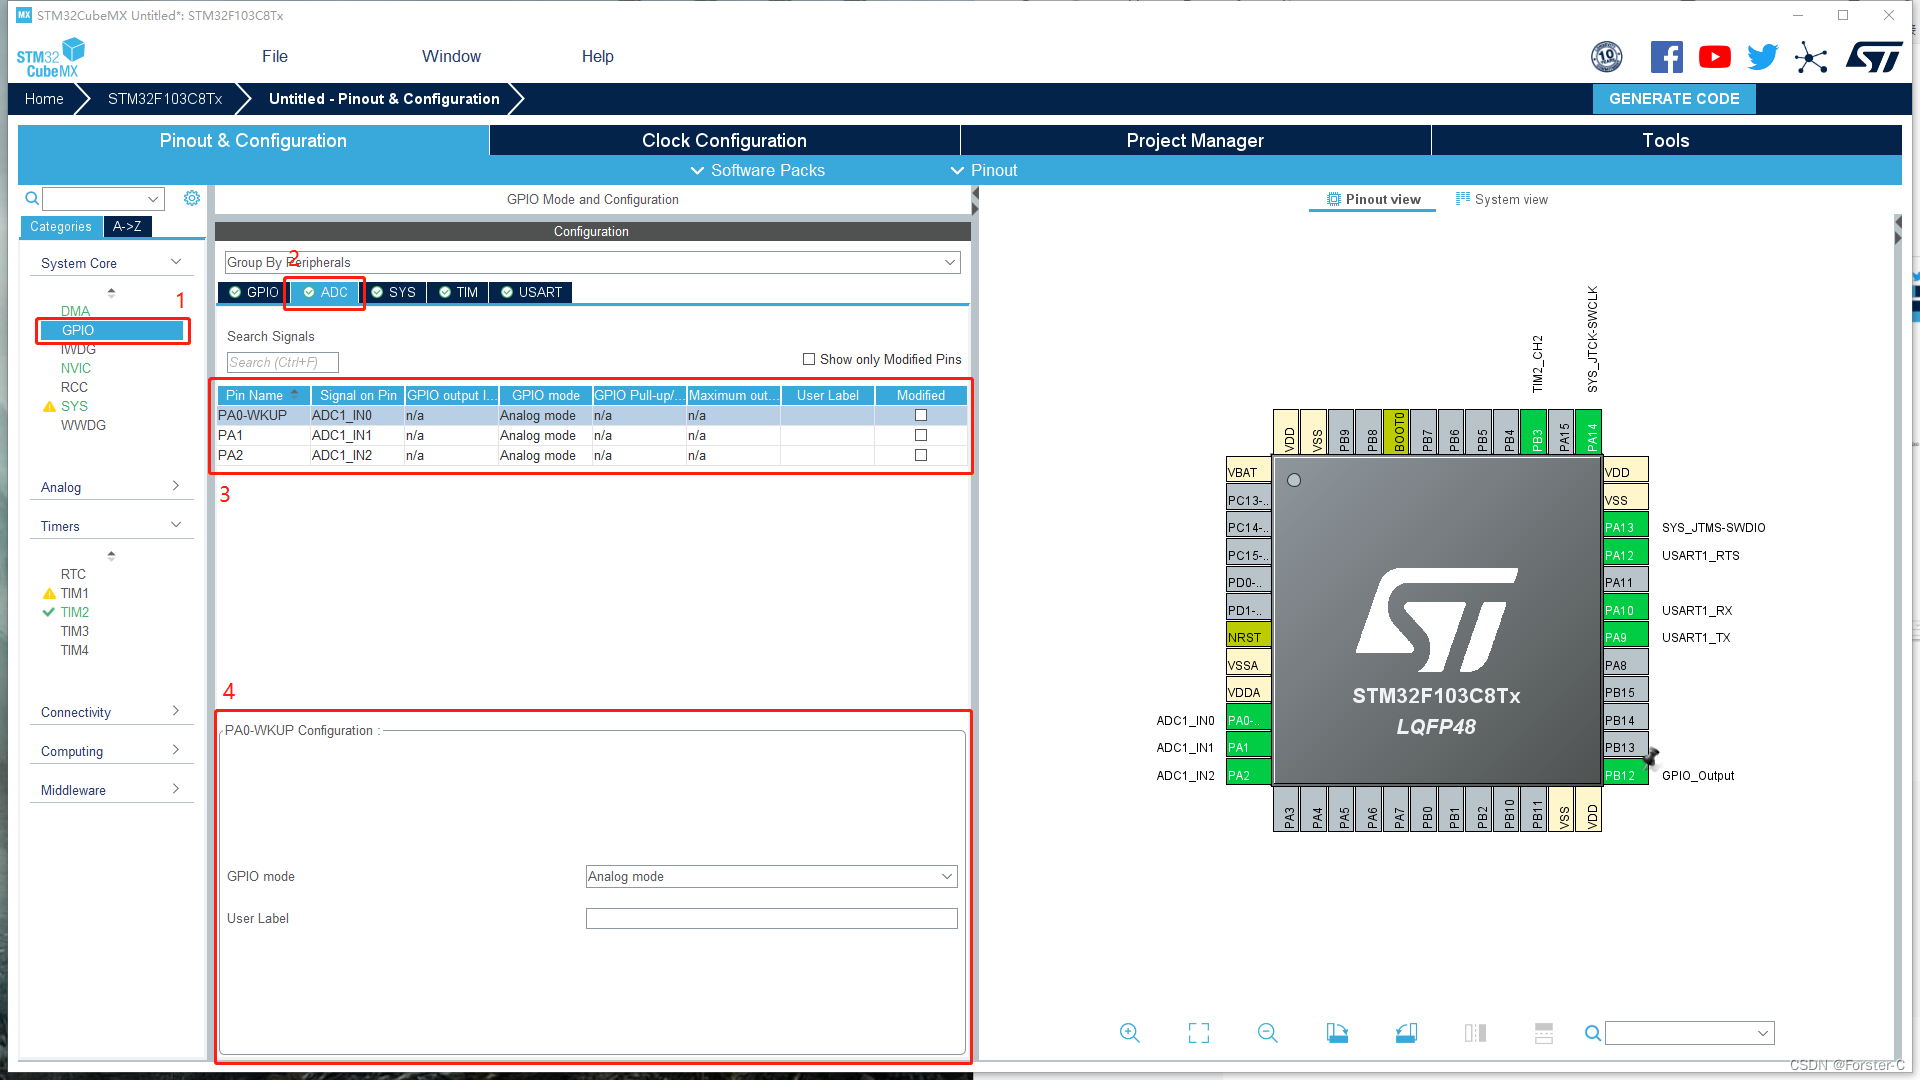 MX STM32CubeMX Untitled*: STM32F103C8Tx
STM32 CubeMX
File Window Help
10
Home STM32F103C8Tx Untitled - Pinout & Configuration GENERATE CODE
Pinout & Configuration Clock Configuration Project Manager Tools
Software Packs Pinout
Categories A->Z
System Core
1
DMA
GPIO
IWDG
NVIC
RCC
SYS
WWDG
Analog
Timers
RTC
TIM1
TIM2
TIM3
TIM4
Connectivity
Computing
Middleware
GPIO Mode and Configuration
Configuration
2
Group By Peripherals
GPIO ADC SYS TIM USART
Search Signals
Search (Ctrl+F) Show only Modified Pins
Pin Name Signal on Pin GPIO output l... GPIO mode GPIO Pull-up/... Maximum out... User Label Modified
PA0-WKUP ADC1_IN0 n/a Analog mode n/a n/a
PA1 ADC1_IN1 n/a Analog mode n/a n/a
PA2 ADC1_IN2 n/a Analog mode n/a n/a
3
4
PA0-WKUP Configuration :
GPIO mode Analog mode
User Label
Pinout view System view
TIM2_CH2 SYS_JTCK-SWCLK
VDD VSS PB9 PB8 BOOT0 PB7 PB6 PB5 PB4 PB3 PA15 PA14
VBAT VDD
PC13-.. VSS
PC14-.. PA13 SYS_JTMS-SWDIO
PC15-.. PA12 USART1_RTS
PD0-.. PA11
PD1-.. PA10 USART1_RX
NRST PA9 USART1_TX
VSSA PA8
VDDA PB15
ADC1_IN0 PA0-.. PB14
ADC1_IN1 PA1 PB13
ADC1_IN2 PA2 PB12 GPIO_Output
ST
STM32F103C8Tx
LQFP48
PA3 PA4 PA5 PA6 PA7 PB0 PB1 PB2 PB10 PB11 VSS VDD
CSDN @Forster-C